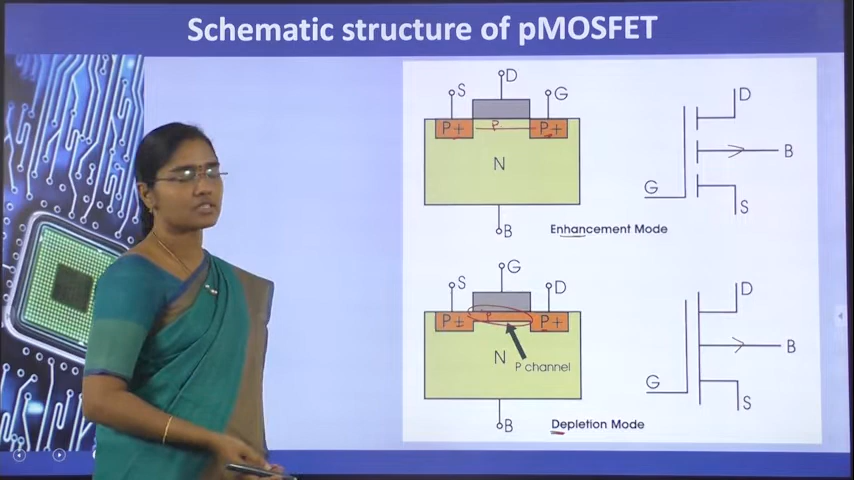 Schematic structure of pMOSFET
D
S
G
P+
P
P+
N
B
Enhancement Mode
D
B
G
S
G
S
D
P+
P
P+
N
P channel
B
Depletion Mode
D
B
G
S